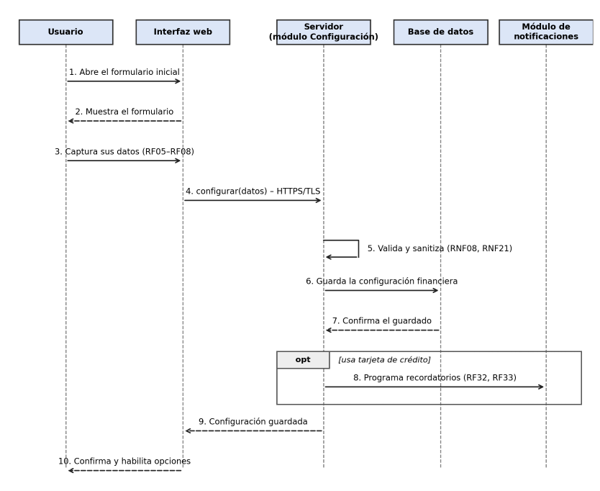 Usuario
Interfaz web
Servidor
(módulo Configuración)
Base de datos
Módulo de
notificaciones
1. Abre el formulario inicial
2. Muestra el formulario
3. Captura sus datos (RF05–RF08)
4. configurar(datos) – HTTPS/TLS
5. Valida y sanitiza (RNF08, RNF21)
6. Guarda la configuración financiera
7. Confirma el guardado
opt
[usa tarjeta de crédito]
8. Programa recordatorios (RF32, RF33)
9. Configuración guardada
10. Confirma y habilita opciones